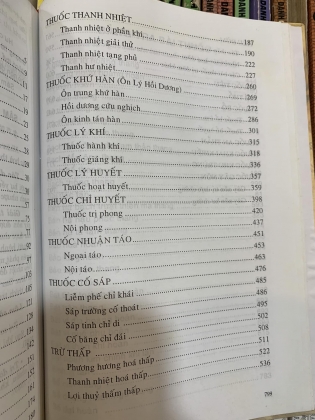 THUỐC THANH NHIỆT 187
Thanh nhiệt ở phần khí 190
Thanh nhiệt giải thử 222
Thanh nhiệt tạng phủ 227
Thanh hư nhiệt 260
THUỐC KHỬ HÀN (Ôn Lý Hồi Dương) 269
Ôn trung khử hàn 272
Hồi dương cứu nghịch 286
Ôn kinh tán hàn 301
THUỐC LÝ KHÍ 315
Thuốc hành khí 318
Thuốc giáng khí 336
THUỐC LÝ HUYẾT 357
Thuốc hoạt huyết 359
THUỐC CHỈ HUYẾT 398
Thuốc trị phong 420
Nội phong 437
THUỐC NHUẬN TÁO 451
Ngoại táo 453
Nội táo 463
THUỐC CỐ SÁP 476
Liễm phế chỉ khái 485
Sáp trường cố thoát 486
Sáp tinh chỉ di 495
Cố băng chỉ đái 502
TRỪ THẤP 508
Phương hương hoá thấp 511
Thanh nhiệt hoá thấp 522
Lợi thuỷ thẩm thấp 536